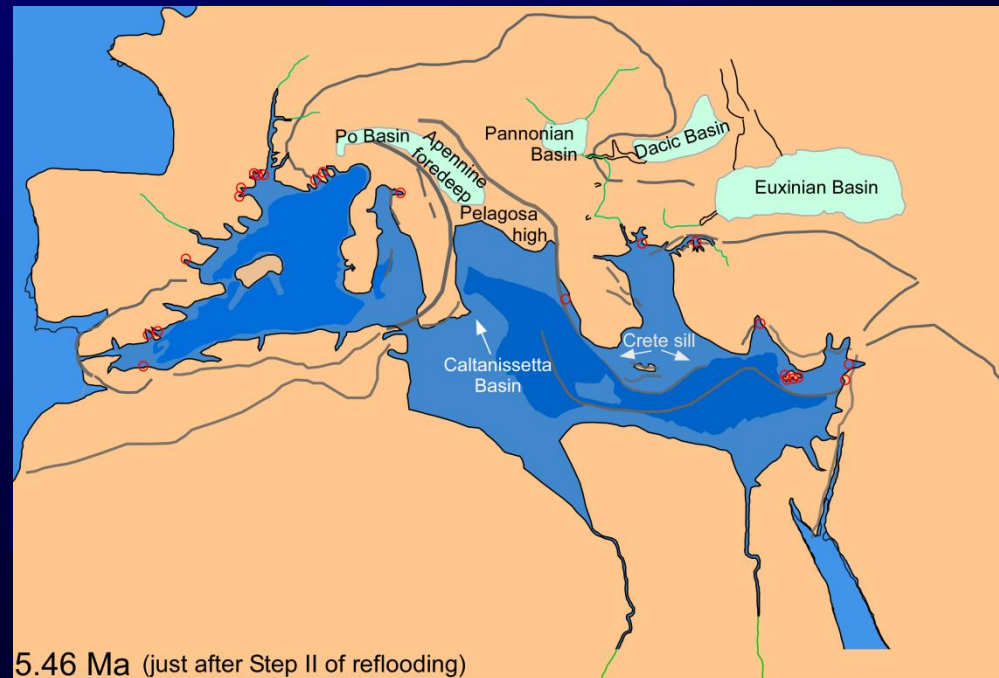 Po Basin
Apennine
foredeep
Pannonian
Basin
Dacic Basin
Euxinian Basin
Pelagosa
high
Crete sill
Caltanissetta
Basin
5.46 Ma (just after Step II of reflooding)